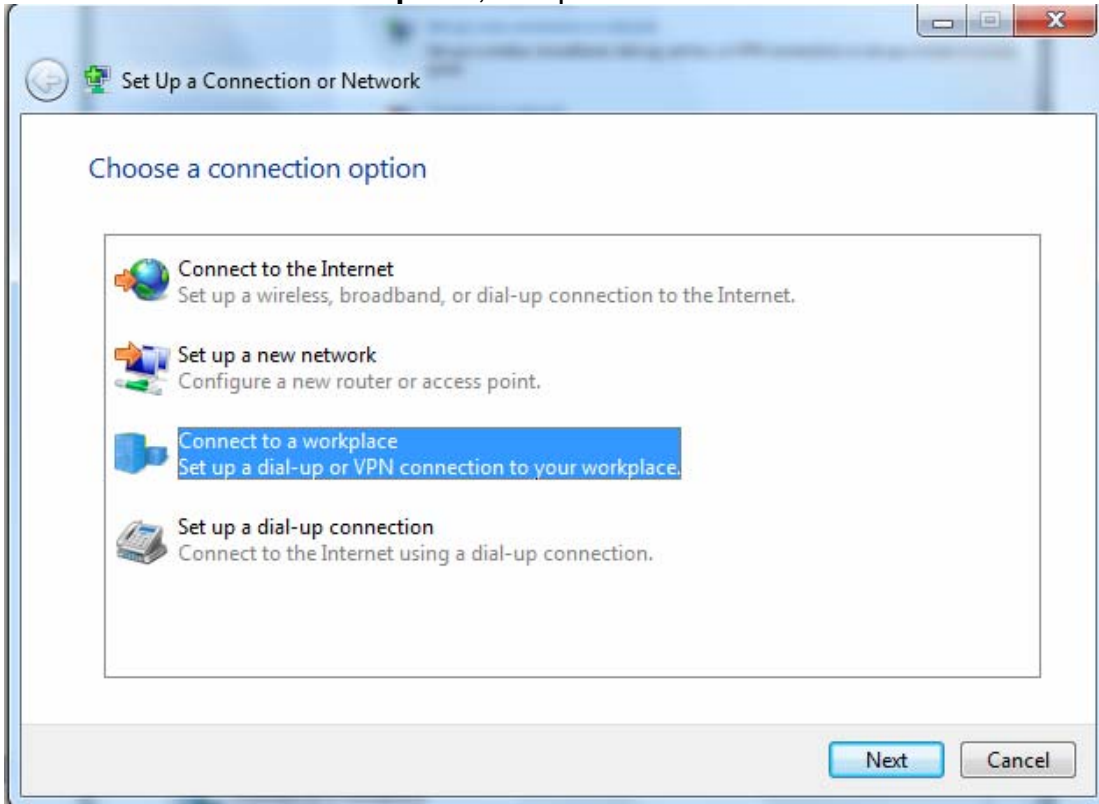 Set Up a Connection or Network
Choose a connection option
Connect to the Internet
Set up a wireless, broadband, or dial-up connection to the Internet.
Set up a new network
Configure a new router or access point.
Connect to a workplace
Set up a dial-up or VPN connection to your workplace.
Set up a dial-up connection
Connect to the Internet using a dial-up connection.
Next Cancel